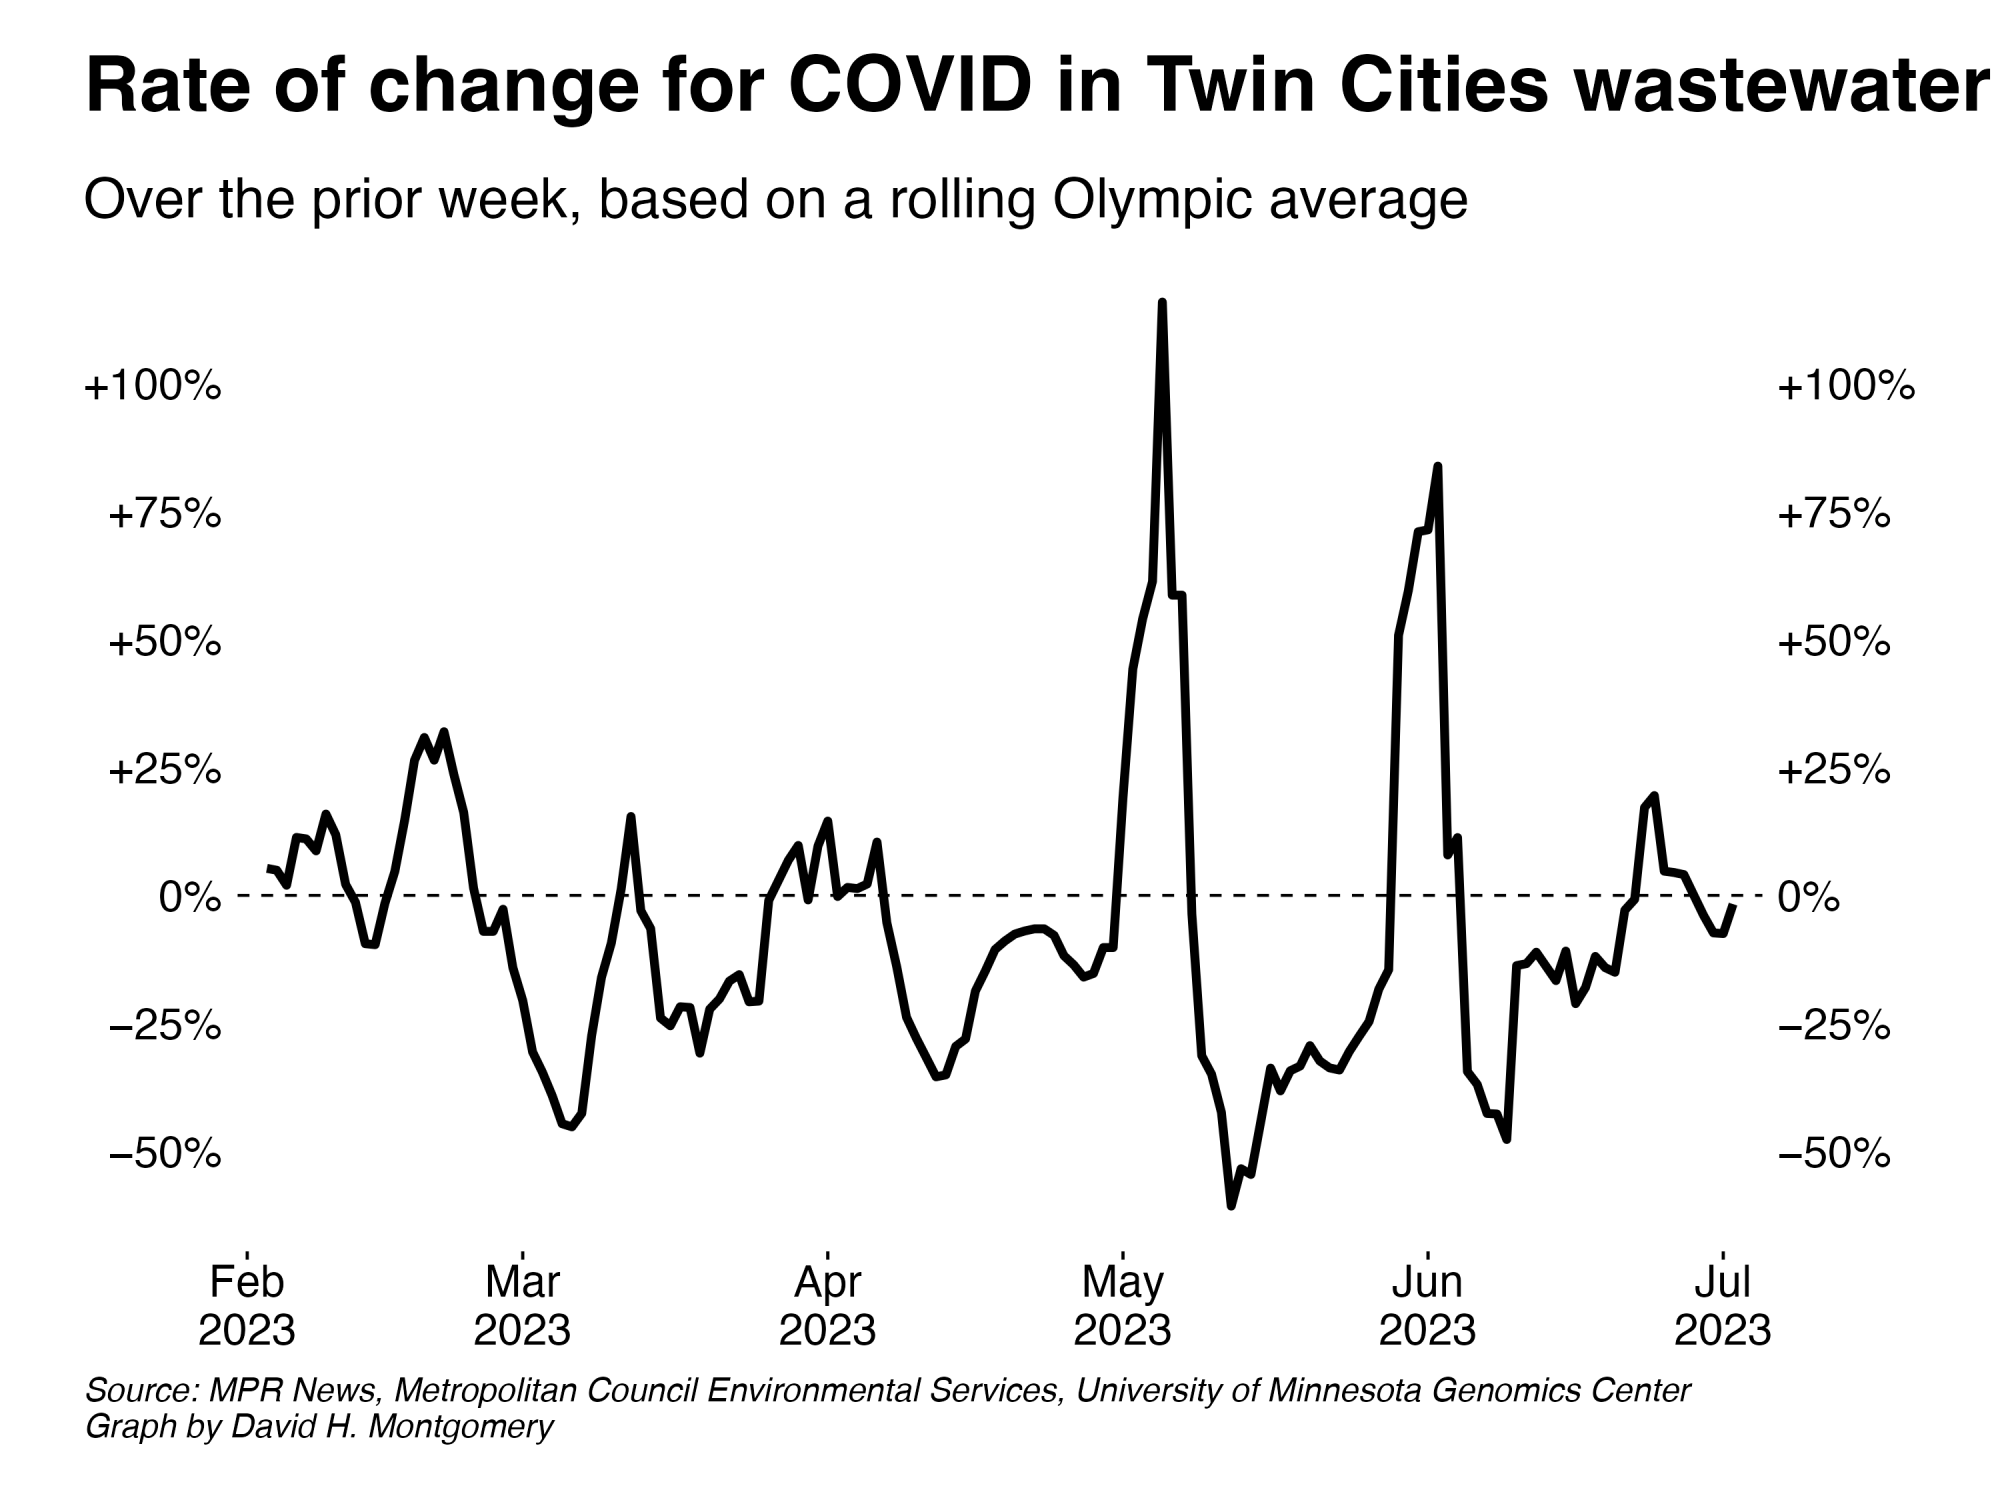 Rate of change for COVID in Twin Cities wastewater
Over the prior week, based on a rolling Olympic average
+100% +100%
+75% +75%
+50% +50%
+25% +25%
0% 0%
−25% −25%
−50% −50%
Feb Mar Apr May Jun Jul
2023 2023 2023 2023 2023 2023
Source: MPR News, Metropolitan Council Environmental Services, University of Minnesota Genomics Center
Graph by David H. Montgomery